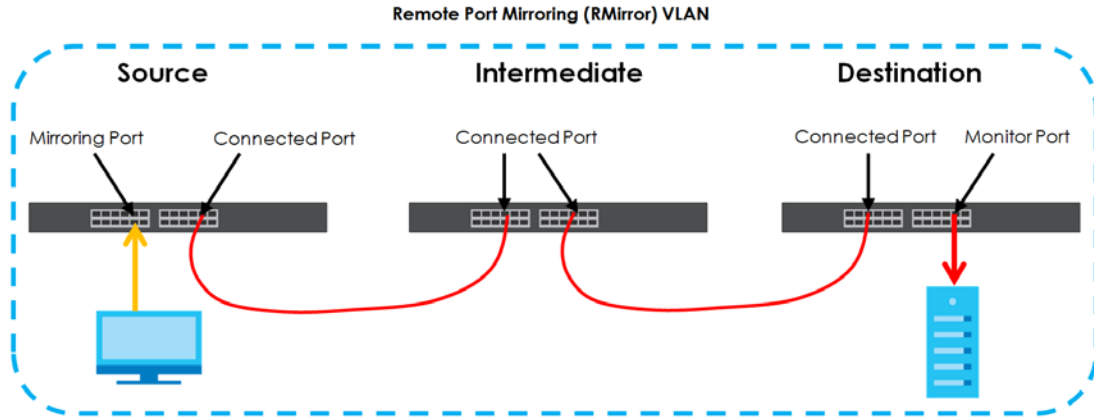 Remote Port Mirroring (RMirror) VLAN
Source
Intermediate
Destination
Mirroring Port
Connected Port
Connected Port
Connected Port
Monitor Port